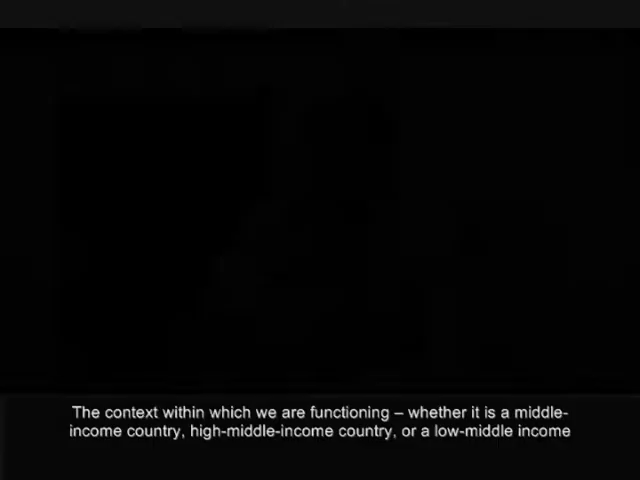 The context within which we are functioning – whether it is a middle-
income country, high-middle-income country, or a low-middle income